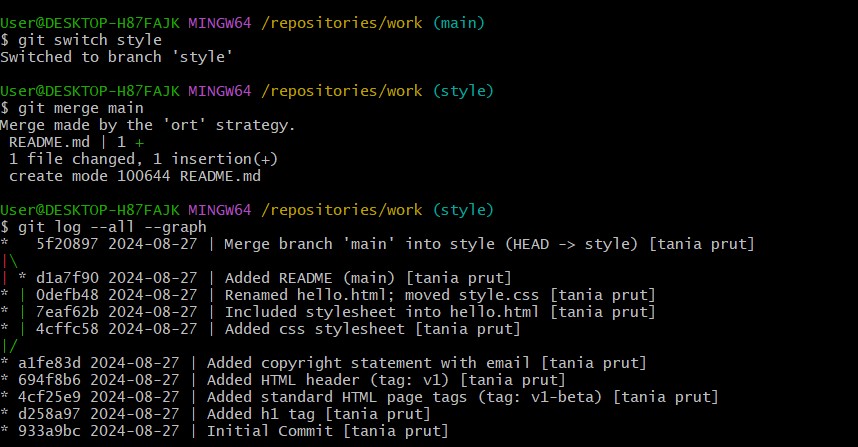 User@DESKTOP-H87FAJK MINGW64 /repositories/work (main)
$ git switch style
Switched to branch 'style'
User@DESKTOP-H87FAJK MINGW64 /repositories/work (style)
$ git merge main
Merge made by the 'ort' strategy.
 README.md | 1 +
 1 file changed, 1 insertion(+)
 create mode 100644 README.md
User@DESKTOP-H87FAJK MINGW64 /repositories/work (style)
$ git log --all --graph
*   5f20897 2024-08-27 | Merge branch 'main' into style (HEAD -> style) [tania prut]
|\
| * d1a7f90 2024-08-27 | Added README (main) [tania prut]
* | 0defb48 2024-08-27 | Renamed hello.html; moved style.css [tania prut]
* | 7eaf62b 2024-08-27 | Included stylesheet into hello.html [tania prut]
* | 4cffc58 2024-08-27 | Added css stylesheet [tania prut]
|/
* a1fe83d 2024-08-27 | Added copyright statement with email [tania prut]
* 694f8b6 2024-08-27 | Added HTML header (tag: v1) [tania prut]
* 4cf25e9 2024-08-27 | Added standard HTML page tags (tag: v1-beta) [tania prut]
* d258a97 2024-08-27 | Added h1 tag [tania prut]
* 933a9bc 2024-08-27 | Initial Commit [tania prut]